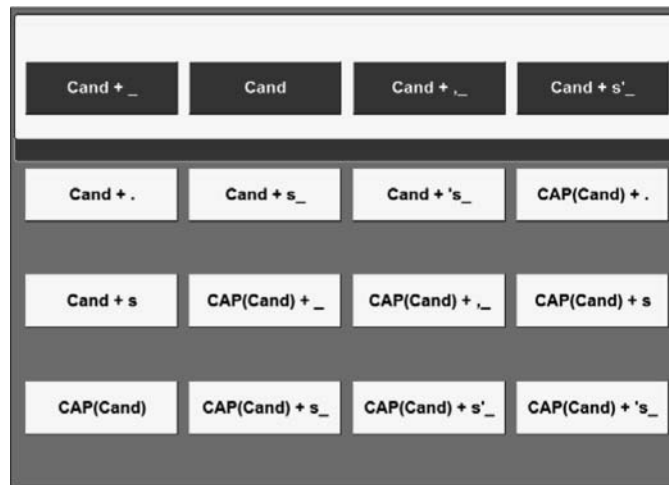 Cand + _ Cand Cand + ,_ Cand + s'_
Cand + . Cand + s_ Cand + 's_ CAP(Cand) + .
Cand + s CAP(Cand) + _ CAP(Cand) + ,_ CAP(Cand) + s
CAP(Cand) CAP(Cand) + s_ CAP(Cand) + s'_ CAP(Cand) + 's_